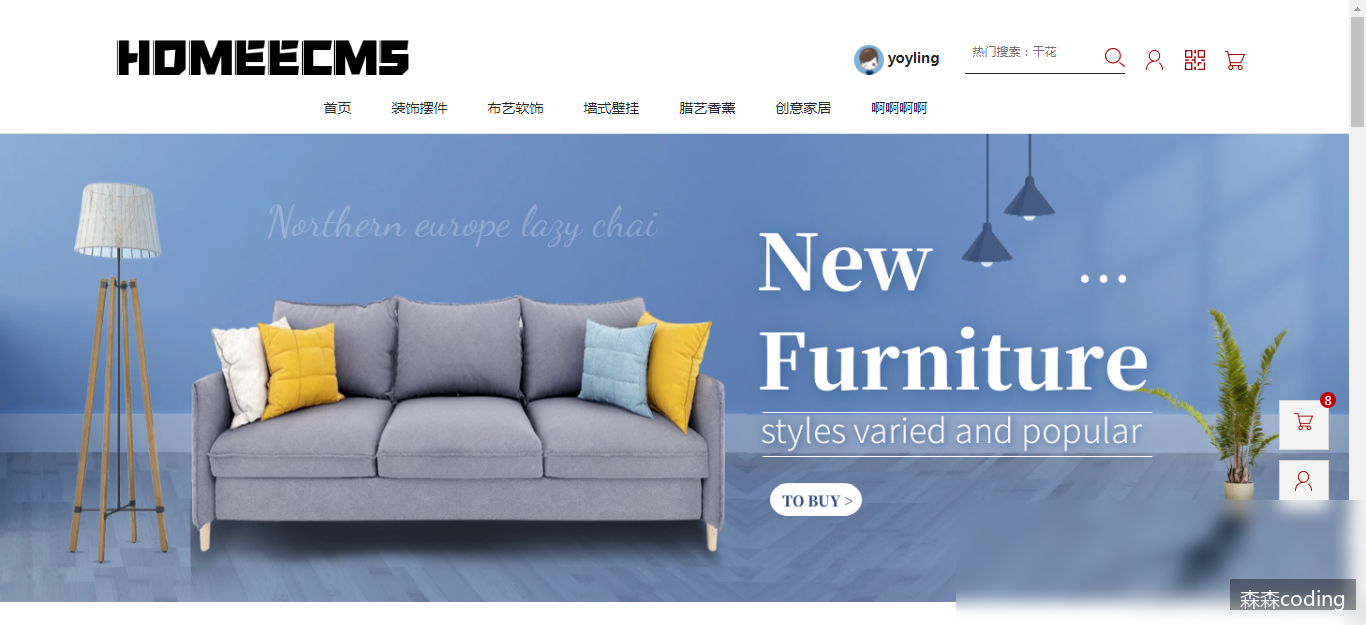 HOMEECMS
yoyling
热门搜索：干花
首页 装饰摆件 布艺软饰 墙式壁挂 腊艺香薰 创意家居 啊啊啊啊
Northern europe lazy chai
New
...
Furniture
styles varied and popular
TO BUY >
8
森森coding